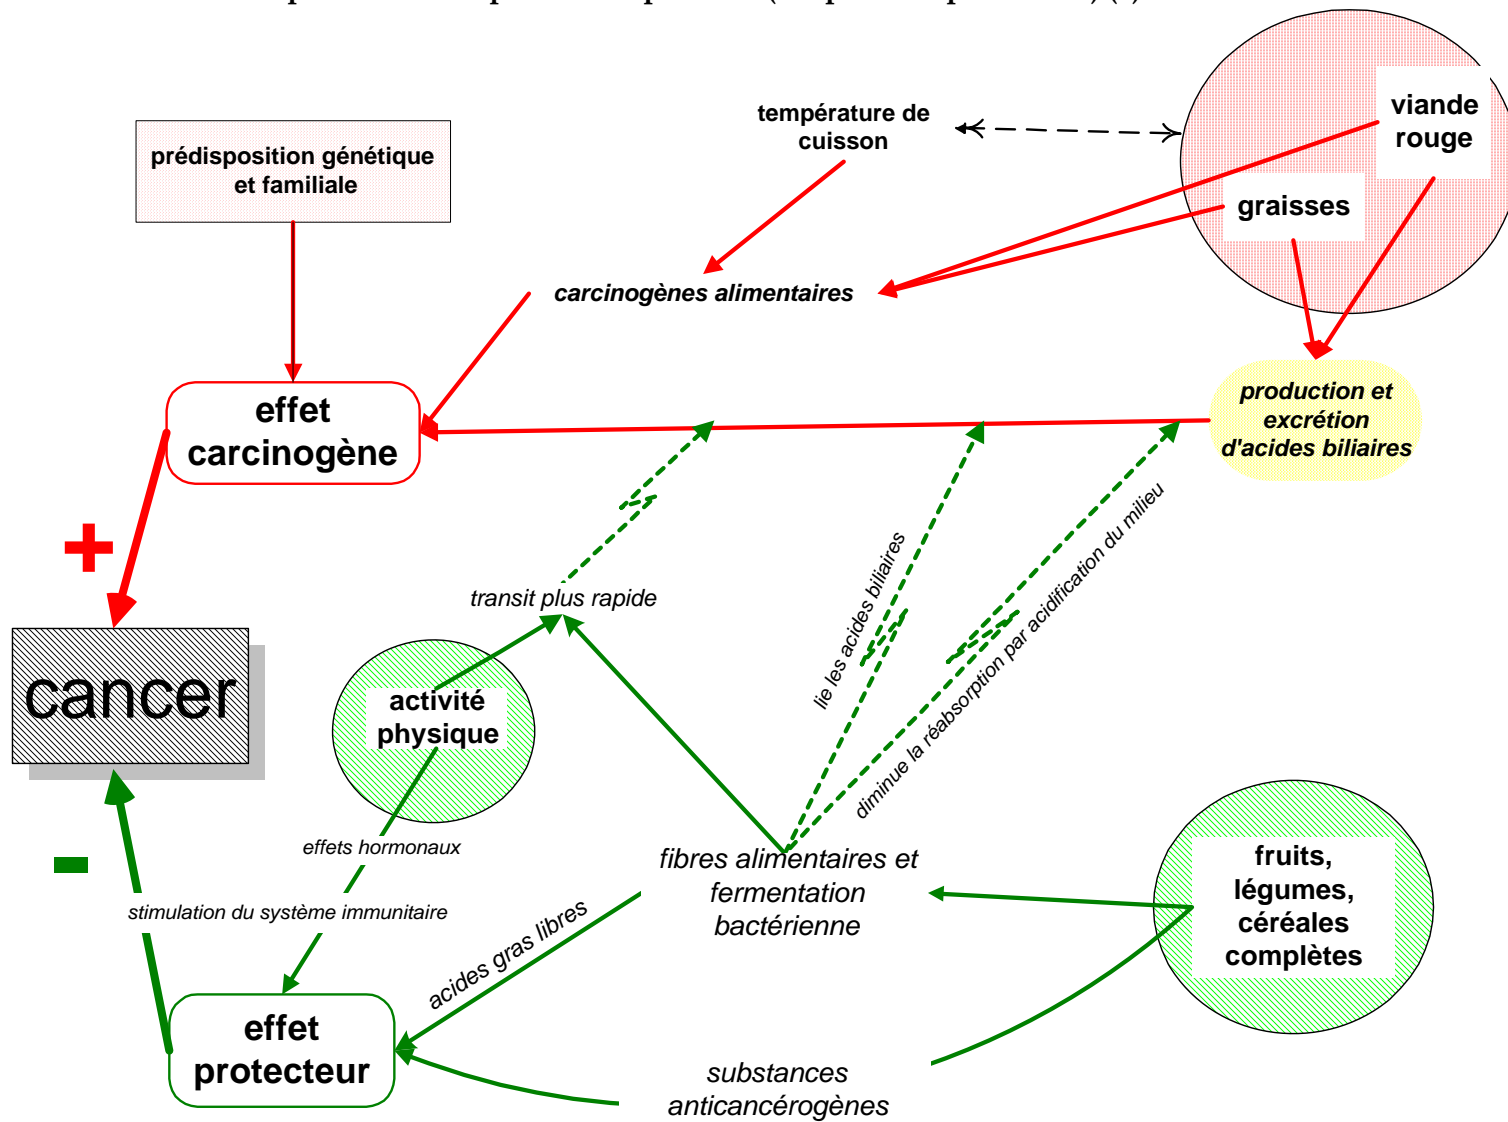 température de
cuisson
viande
rouge
prédisposition génétique
et familiale
graisses
carcinogènes alimentaires
effet
carcinogène
production et
excrétion
d'acides biliaires
+
transit plus rapide
lie les acides biliaires
diminue la réabsorption par acidification du milieu
cancer
activité
physique
effets hormonaux
-
stimulation du système immunitaire
fibres alimentaires et
fermentation
bactérienne
fruits,
légumes,
céréales
complètes
acides gras libres
effet
protecteur
substances
anticancérogènes